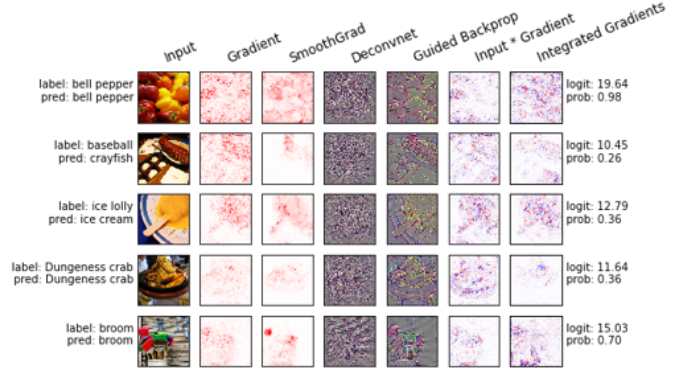 Input
Gradient
SmoothGrad
Deconvnet
Guided Backprop
Input * Gradient
Integrated Gradients
label: bell pepper
pred: bell pepper
logit: 19.64
prob: 0.98
label: baseball
pred: crayfish
logit: 10.45
prob: 0.26
label: ice lolly
pred: ice cream
logit: 12.79
prob: 0.36
label: Dungeness crab
pred: Dungeness crab
logit: 11.64
prob: 0.36
label: broom
pred: broom
logit: 15.03
prob: 0.70